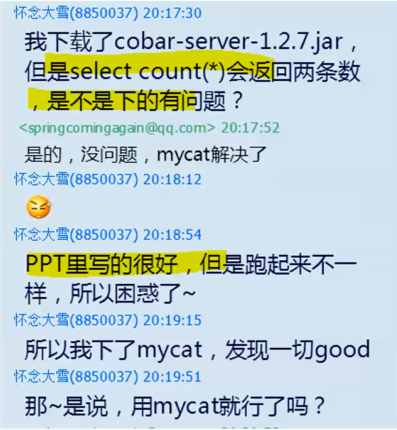 怀念大雪(8850037) 20:17:30
我下载了cobar-server-1.2.7.jar，
但是select count(*)会返回两条数
，是不是下的有问题？
<springcomingagain@qq.com> 20:17:52
是的，没问题，mycat解决了
怀念大雪(8850037) 20:18:12
怀念大雪(8850037) 20:18:54
PPT里写的很好，但是跑起来不一
样，所以困惑了~
怀念大雪(8850037) 20:19:15
所以我下了mycat，发现一切good
怀念大雪(8850037) 20:19:51
那~是说，用mycat就行了吗？